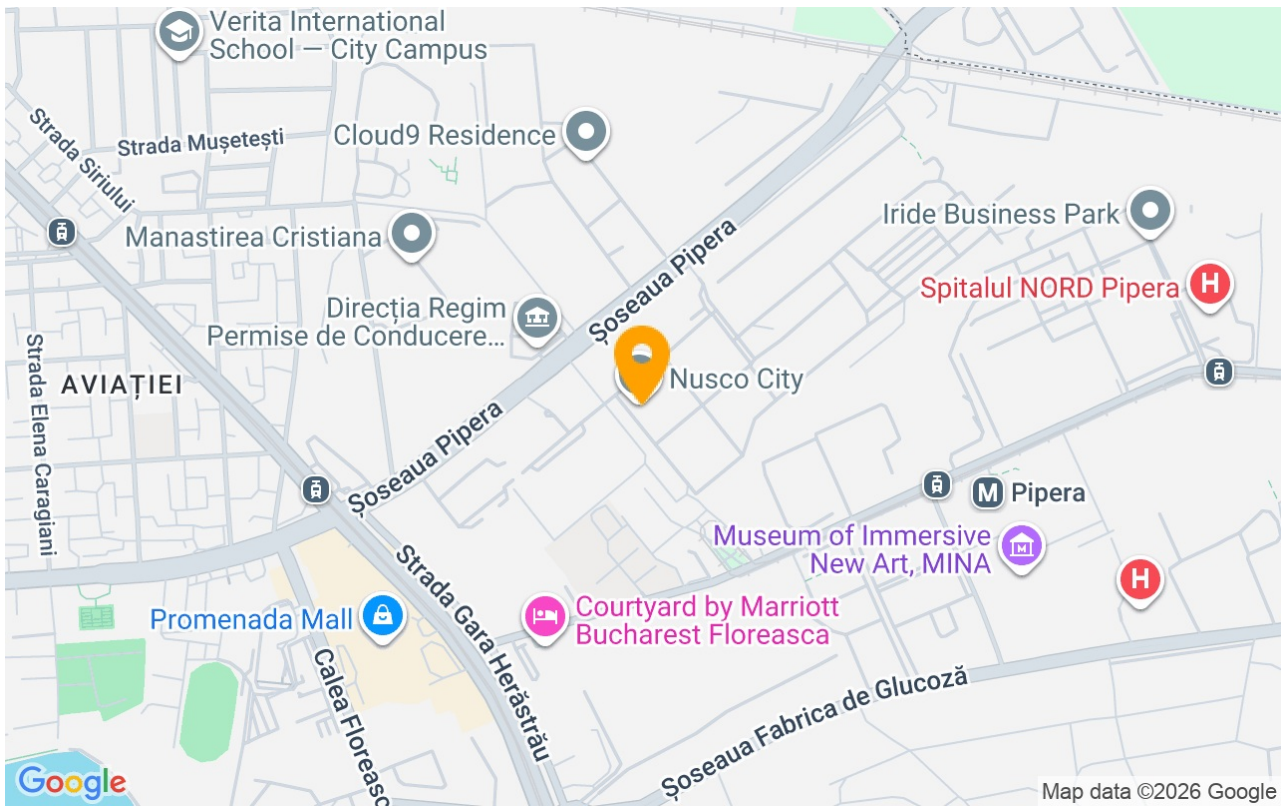 Verita International
School — City Campus
Strada Siriului
Strada Mușetești
Cloud9 Residence
Manastirea Cristiana
Iride Business Park
Șoseaua Pipera
Spitalul NORD Pipera
H
Direcția Regim
Permise de Conducere...
Strada Elena Caragiani
AVIAȚIEI
Nusco City
Șoseaua Pipera
M Pipera
Museum of Immersive
New Art, MINA
H
Strada Gara Herăstrău
Promenada Mall
Courtyard by Marriott
Bucharest Floreasca
Calea Floreasc
Șoseaua Fabrica de Glucoză
Google
Map data ©2026 Google